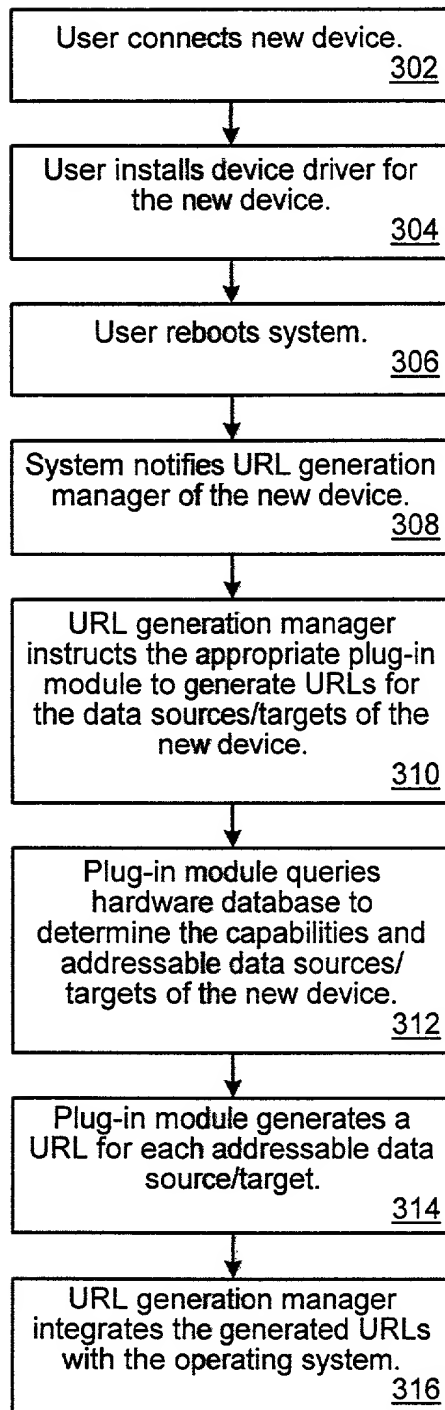 User connects new device.
302
User installs device driver for
the new device.
304
User reboots system.
306
System notifies URL generation
manager of the new device.
308
URL generation manager
instructs the appropriate plug-in
module to generate URLs for
the data sources/targets of the
new device.
310
Plug-in module queries
hardware database to
determine the capabilities and
addressable data sources/
targets of the new device.
312
Plug-in module generates a
URL for each addressable data
source/target.
314
URL generation manager
integrates the generated URLs
with the operating system.
316